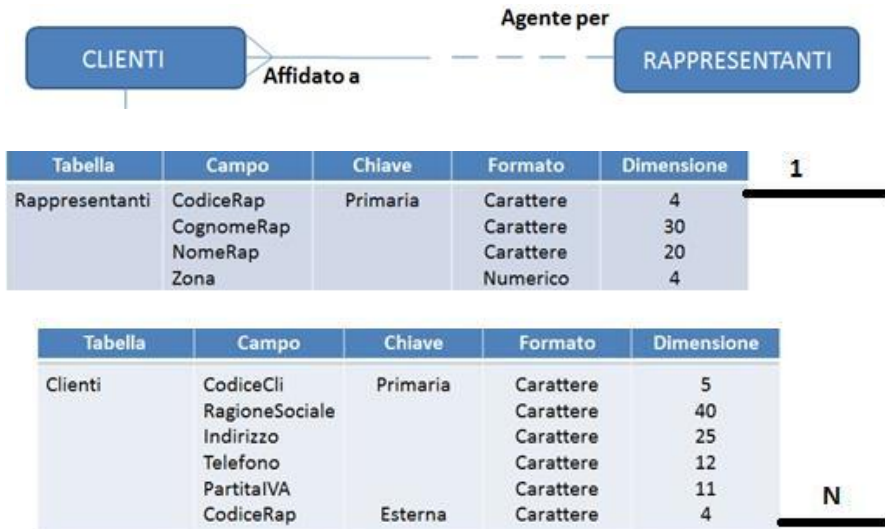 Agente per
CLIENTI
RAPPRESENTANTI
Affidato a
Tabella Campo Chiave Formato Dimensione
1
Rappresentanti CodiceRap Primaria Carattere 4
CognomeRap Carattere 30
NomeRap Carattere 20
Zona Numerico 4
Tabella Campo Chiave Formato Dimensione
Clienti CodiceCli Primaria Carattere 5
RagioneSociale Carattere 40
Indirizzo Carattere 25
Telefono Carattere 12
PartitaIVA Carattere 11
N
CodiceRap Esterna Carattere 4